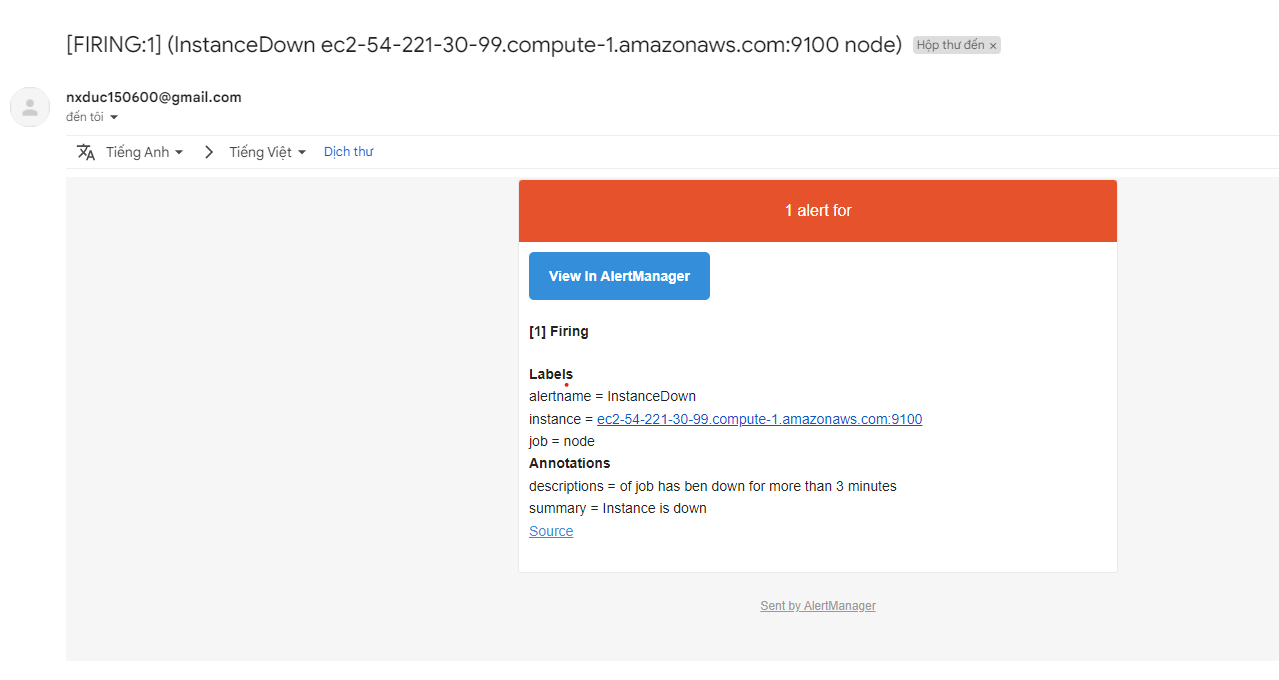 [FIRING:1] (InstanceDown ec2-54-221-30-99.compute-1.amazonaws.com:9100 node) Hộp thư đến ×
nxduc150600@gmail.com
đến tôi
Tiếng Anh > Tiếng Việt Dịch thư
1 alert for
View In AlertManager
[1] Firing
Labels
alertname = InstanceDown
instance = ec2-54-221-30-99.compute-1.amazonaws.com:9100
job = node
Annotations
descriptions = of job has ben down for more than 3 minutes
summary = Instance is down
Source
Sent by AlertManager